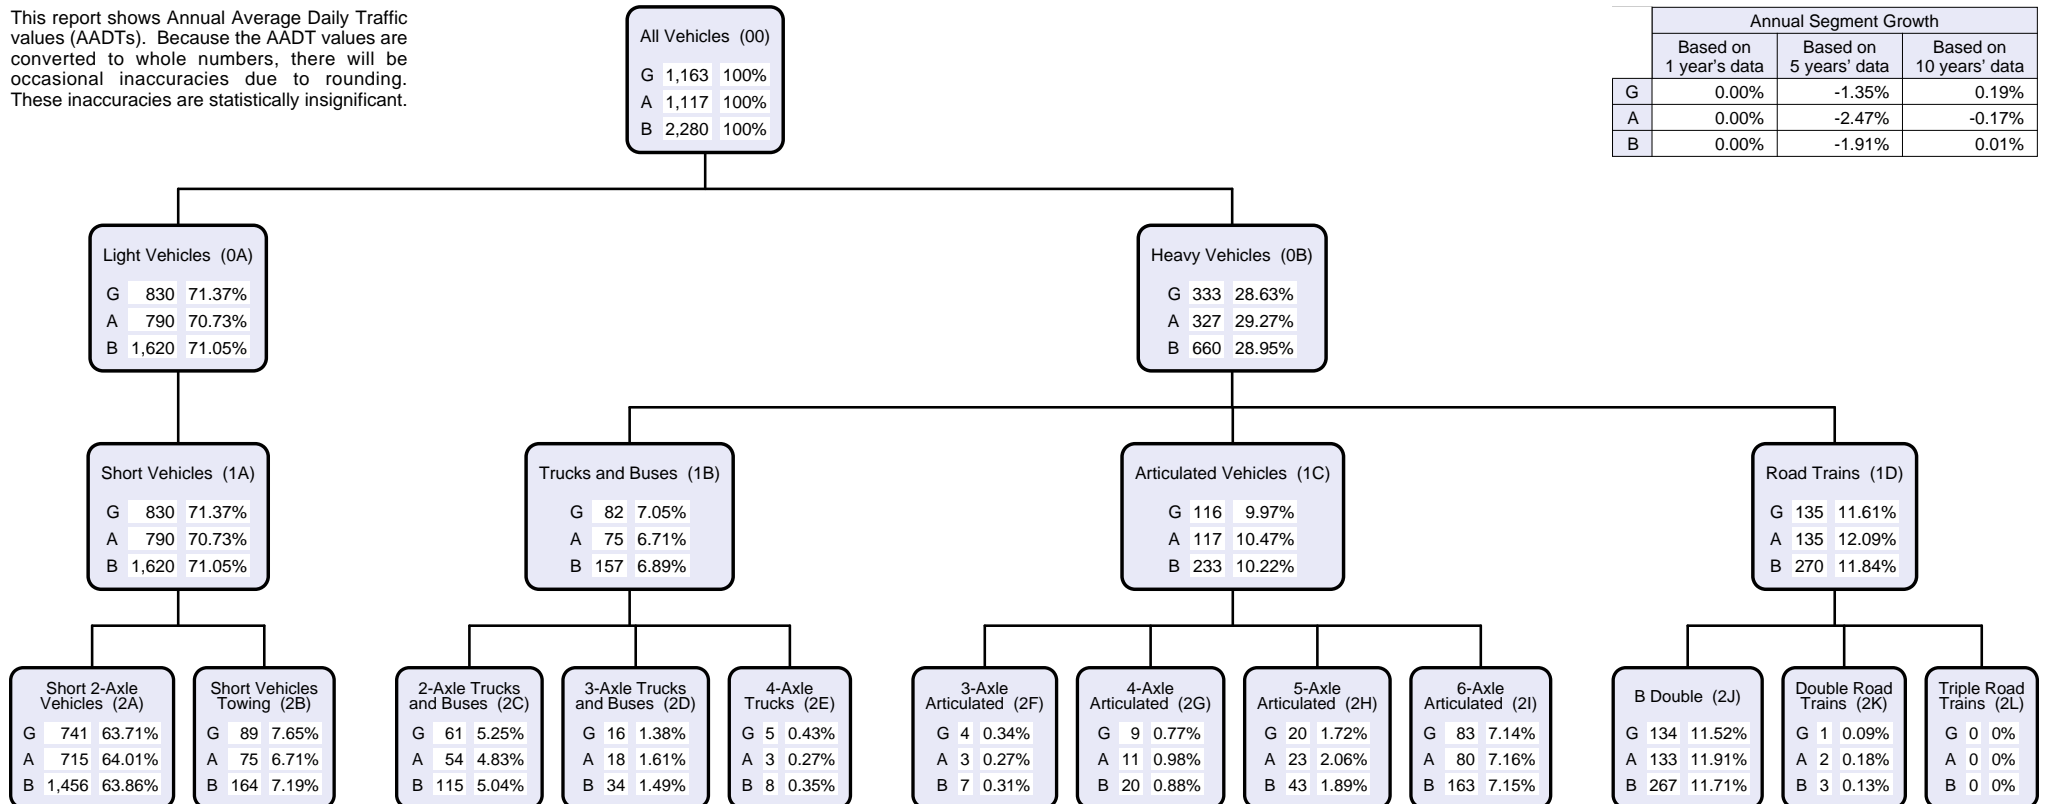 This report shows Annual Average Daily Traffic
values (AADTs). Because the AADT values are
converted to whole numbers, there will be
occasional inaccuracies due to rounding.
These inaccuracies are statistically insignificant.
All Vehicles (00)
G 1,163 100%
A 1,117 100%
B 2,280 100%
Annual Segment Growth
Based on 1 year's data
Based on 5 years' data
Based on 10 years' data
G 0.00% -1.35% 0.19%
A 0.00% -2.47% -0.17%
B 0.00% -1.91% 0.01%
Light Vehicles (0A)
G 830 71.37%
A 790 70.73%
B 1,620 71.05%
Heavy Vehicles (0B)
G 333 28.63%
A 327 29.27%
B 660 28.95%
Short Vehicles (1A)
G 830 71.37%
A 790 70.73%
B 1,620 71.05%
Trucks and Buses (1B)
G 82 7.05%
A 75 6.71%
B 157 6.89%
Articulated Vehicles (1C)
G 116 9.97%
A 117 10.47%
B 233 10.22%
Road Trains (1D)
G 135 11.61%
A 135 12.09%
B 270 11.84%
Short 2-Axle
Vehicles (2A)
G 741 63.71%
A 715 64.01%
B 1,456 63.86%
Short Vehicles
Towing (2B)
G 89 7.65%
A 75 6.71%
B 164 7.19%
2-Axle Trucks
and Buses (2C)
G 61 5.25%
A 54 4.83%
B 115 5.04%
3-Axle Trucks
and Buses (2D)
G 16 1.38%
A 18 1.61%
B 34 1.49%
4-Axle
Trucks (2E)
G 5 0.43%
A 3 0.27%
B 8 0.35%
3-Axle
Articulated (2F)
G 4 0.34%
A 3 0.27%
B 7 0.31%
4-Axle
Articulated (2G)
G 9 0.77%
A 11 0.98%
B 20 0.88%
5-Axle
Articulated (2H)
G 20 1.72%
A 23 2.06%
B 43 1.89%
6-Axle
Articulated (2I)
G 83 7.14%
A 80 7.16%
B 163 7.15%
B Double (2J)
G 134 11.52%
A 133 11.91%
B 267 11.71%
Double Road
Trains (2K)
G 1 0.09%
A 2 0.18%
B 3 0.13%
Triple Road
Trains (2L)
G 0 0%
A 0 0%
B 0 0%